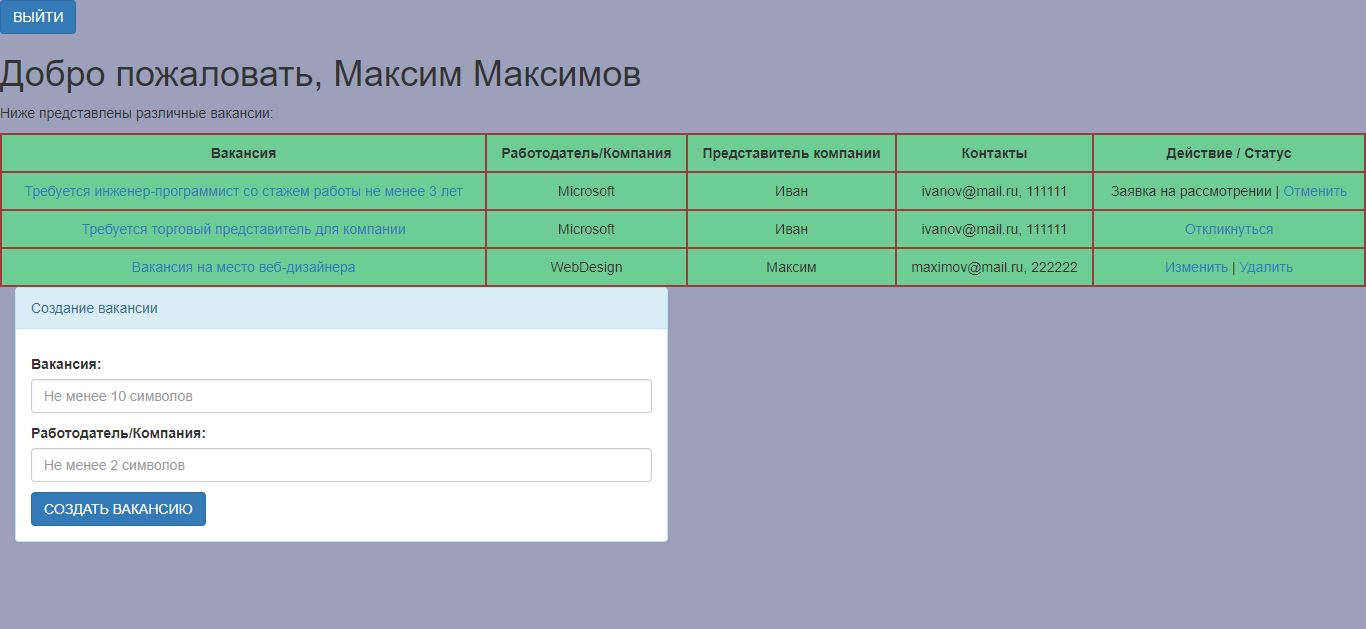 ВЫЙТИ
Добро пожаловать, Максим Максимов
Ниже представлены различные вакансии:
Вакансия Работодатель/Компания Представитель компании Контакты Действие / Статус
Требуется инженер-программист со стажем работы не менее 3 лет Microsoft Иван ivanov@mail.ru, 111111 Заявка на рассмотрении | Отменить
Требуется торговый представитель для компании Microsoft Иван ivanov@mail.ru, 111111 Откликнуться
Вакансия на место веб-дизайнера WebDesign Максим maximov@mail.ru, 222222 Изменить | Удалить
Создание вакансии
Вакансия:
Не менее 10 символов
Работодатель/Компания:
Не менее 2 символов
СОЗДАТЬ ВАКАНСИЮ